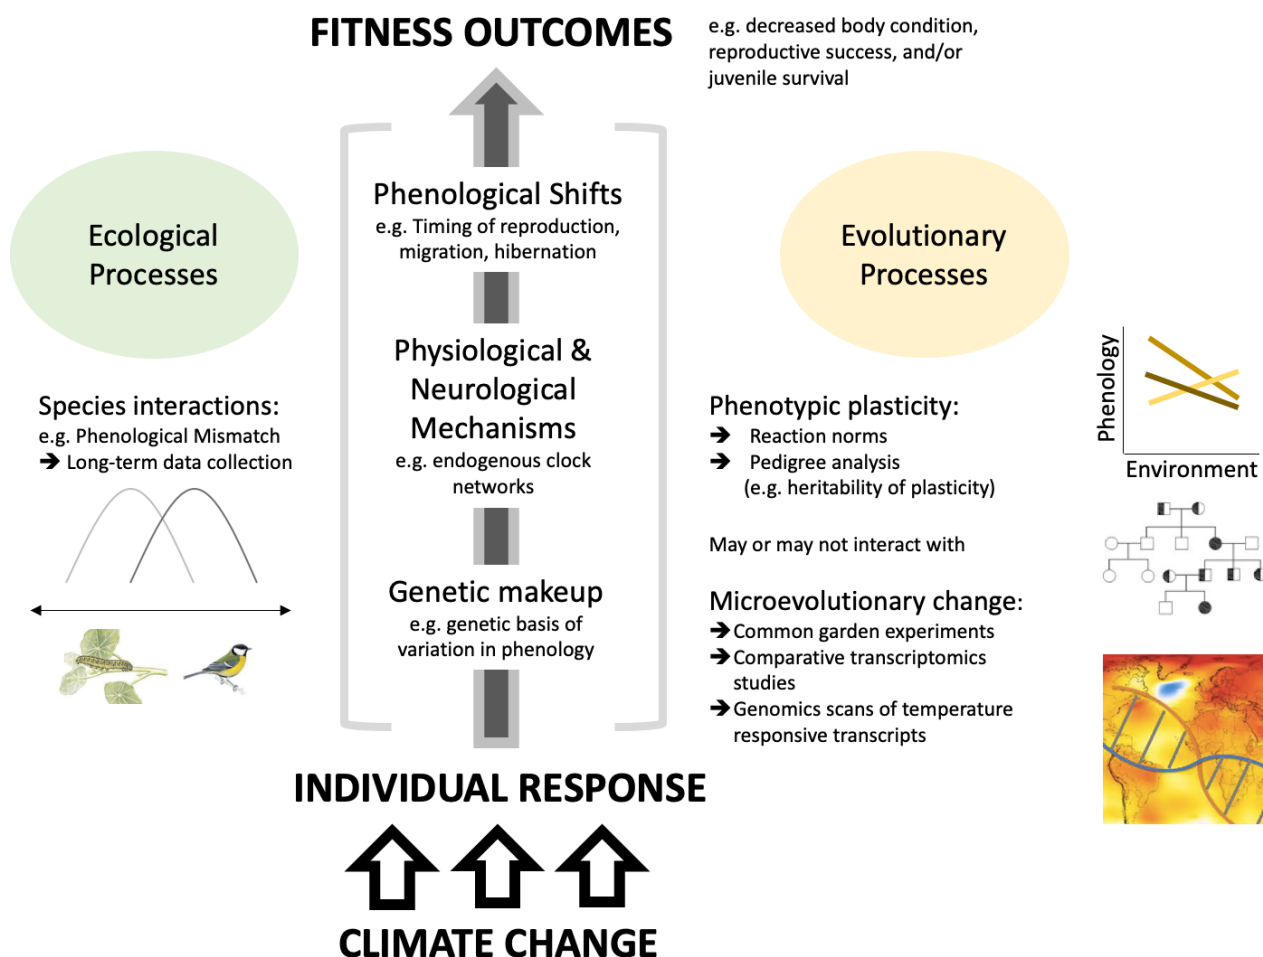 FITNESS OUTCOMES
e.g. decreased body condition,
reproductive success, and/or
juvenile survival
Ecological
Processes
Species interactions:
e.g. Phenological Mismatch
➔ Long-term data collection
Phenological Shifts
e.g. Timing of reproduction,
migration, hibernation
Physiological &
Neurological
Mechanisms
e.g. endogenous clock
networks
Genetic makeup
e.g. genetic basis of
variation in phenology
Evolutionary
Processes
Phenotypic plasticity:
➔ Reaction norms
➔ Pedigree analysis
(e.g. heritability of plasticity)
May or may not interact with
Microevolutionary change:
➔ Common garden experiments
➔ Comparative transcriptomics
studies
➔ Genomics scans of temperature
responsive transcripts
Phenology
Environment
INDIVIDUAL RESPONSE
CLIMATE CHANGE